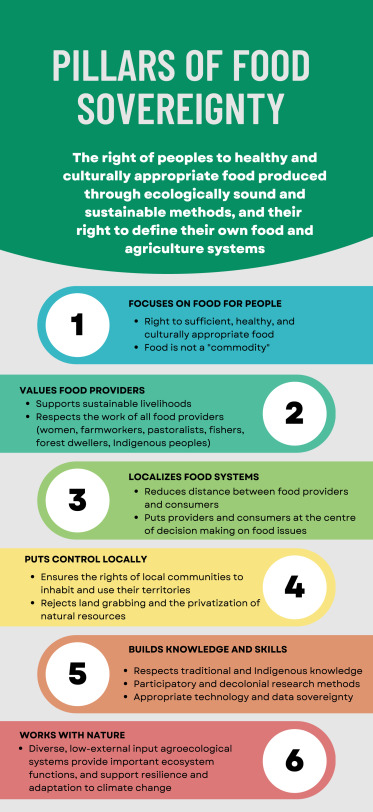 PILLARS OF FOOD
SOVEREIGNTY
The right of peoples to healthy and
culturally appropriate food produced
through ecologically sound and
sustainable methods, and their
right to define their own food and
agriculture systems
1
FOCUSES ON FOOD FOR PEOPLE
• Right to sufficient, healthy, and
culturally appropriate food
• Food is not a "commodity"
VALUES FOOD PROVIDERS
• Supports sustainable livelihoods
• Respects the work of all food providers
(women, farmworkers, pastoralists, fishers,
forest dwellers, Indigenous peoples)
2
3
LOCALIZES FOOD SYSTEMS
• Reduces distance between food providers
and consumers
• Puts providers and consumers at the centre
of decision making on food issues
PUTS CONTROL LOCALLY
• Ensures the rights of local communities to
inhabit and use their territories
• Rejects land grabbing and the privatization of
natural resources
4
5
BUILDS KNOWLEDGE AND SKILLS
• Respects traditional and Indigenous knowledge
• Participatory and decolonial research methods
• Appropriate technology and data sovereignty
WORKS WITH NATURE
• Diverse, low-external input agroecological
systems provide important ecosystem
functions, and support resilience and
adaptation to climate change
6